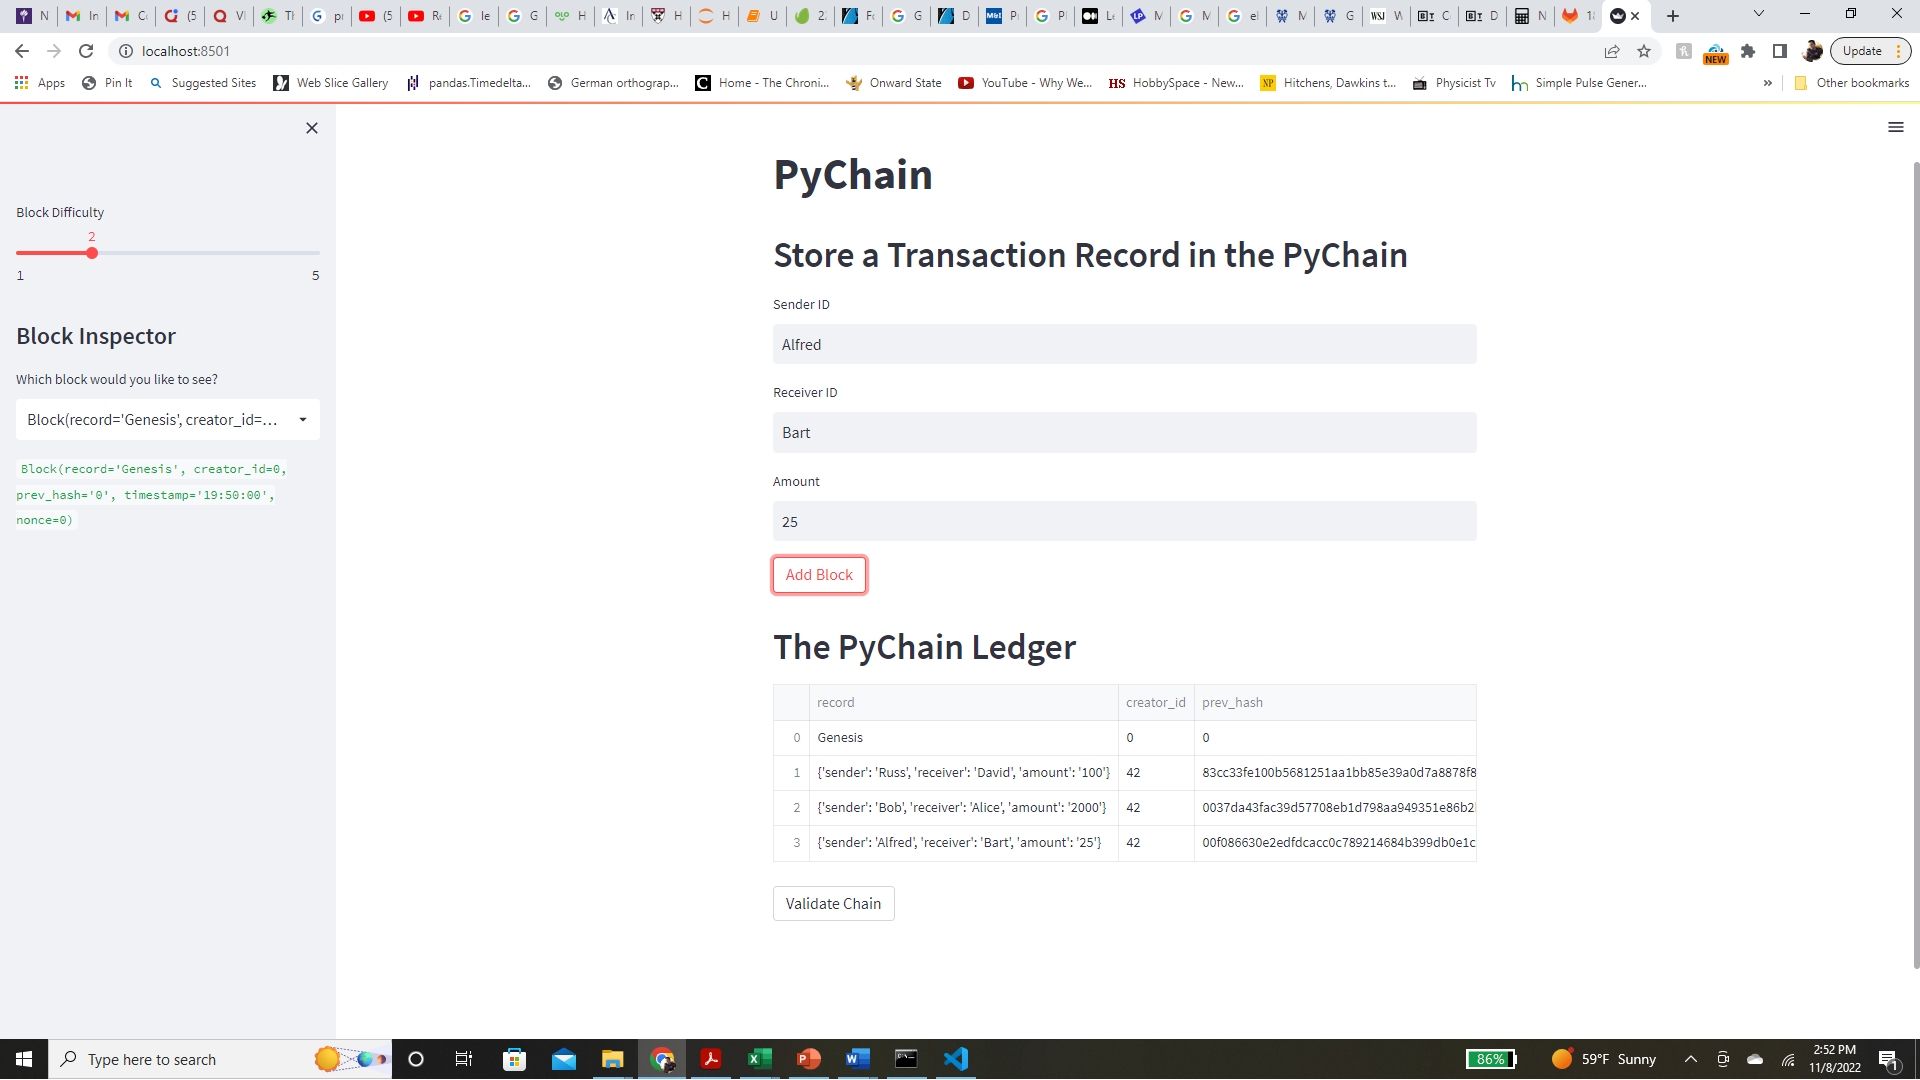 localhost:8501
Update
Apps
Pin It
Suggested Sites
Web Slice Gallery
pandas.Timedelta...
German orthograp...
Home - The Chroni...
Onward State
YouTube - Why We...
HS HobbySpace - New...
NP Hitchens, Dawkins t...
Physicist Tv
Simple Pulse Gener...
»
Other bookmarks
NEW
Block Difficulty
2
1 5
Block Inspector
Which block would you like to see?
Block(record='Genesis', creator_id=...
Block(record='Genesis', creator_id=0,
prev_hash='0', timestamp='19:50:00',
nonce=0)
PyChain
Store a Transaction Record in the PyChain
Sender ID
Alfred
Receiver ID
Bart
Amount
25
Add Block
The PyChain Ledger
record creator_id prev_hash
0 Genesis 0 0
1 {'sender': 'Russ', 'receiver': 'David', 'amount': '100'} 42 83cc33fe100b5681251aa1bb85e39a0d7a8878f8
2 {'sender': 'Bob', 'receiver': 'Alice', 'amount': '2000'} 42 0037da43fac39d57708eb1d798aa949351e86b2
3 {'sender': 'Alfred', 'receiver': 'Bart', 'amount': '25'} 42 00f086630e2edfdcacc0c789214684b399db0e1c
Validate Chain
Type here to search
86%
59°F Sunny
2:52 PM
11/8/2022
1